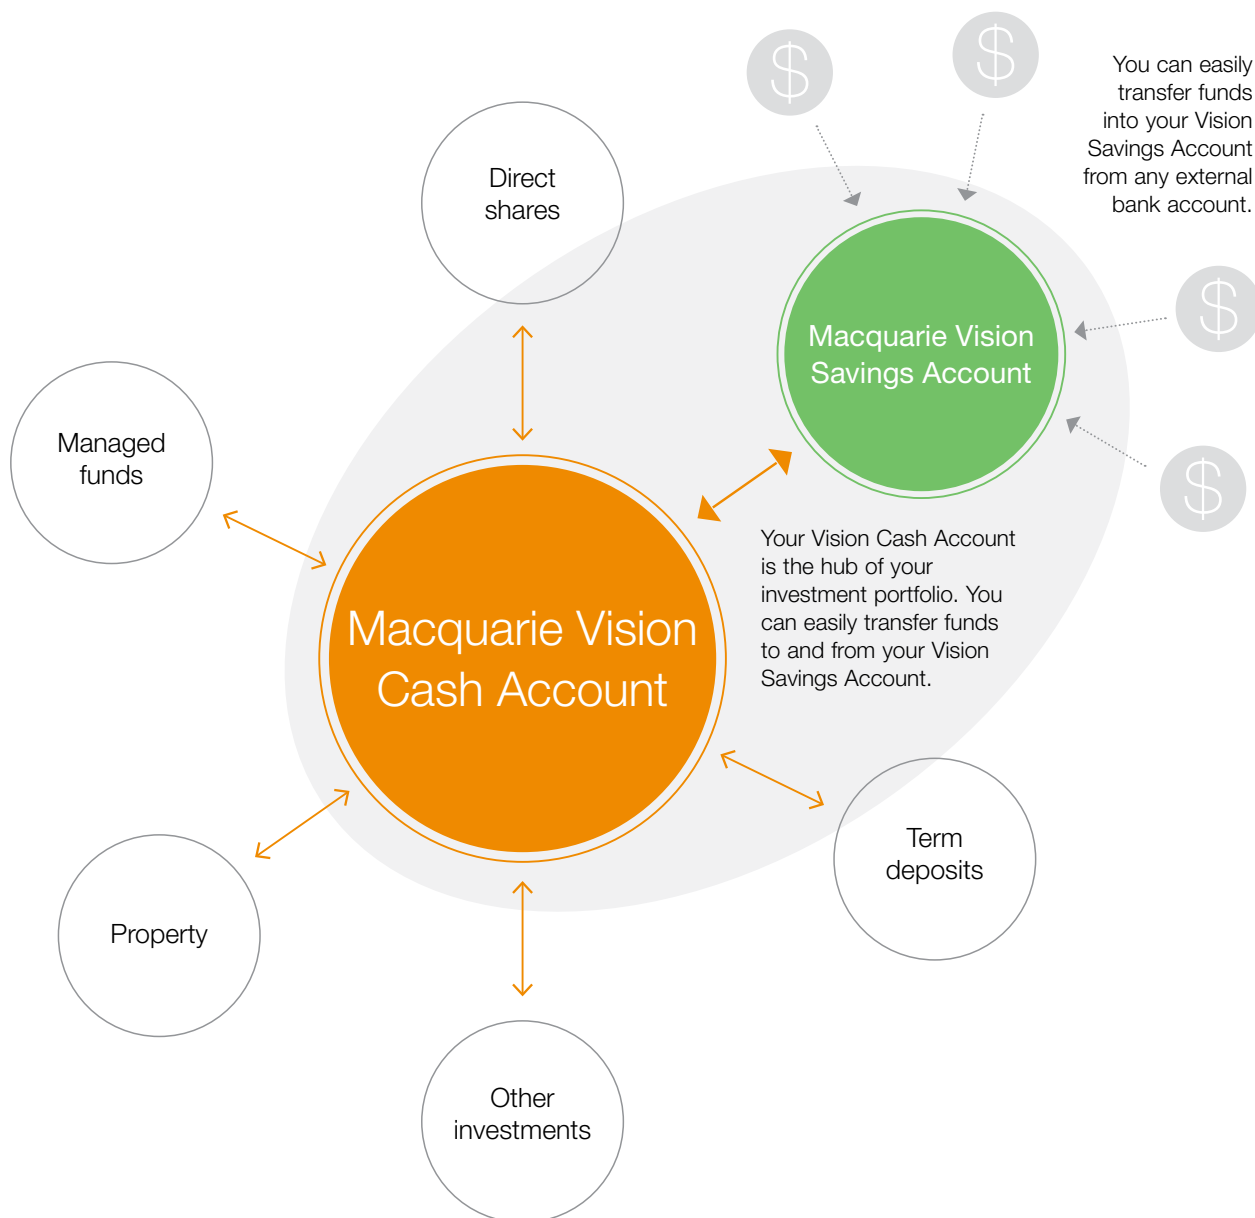 $
$
You can easily
transfer funds
into your Vision
Savings Account
from any external
bank account.
Direct
shares
$
Macquarie Vision
Savings Account
Managed
funds
$
Your Vision Cash Account
is the hub of your
investment portfolio. You
can easily transfer funds
to and from your Vision
Savings Account.
Macquarie Vision
Cash Account
Term
deposits
Property
Other
investments